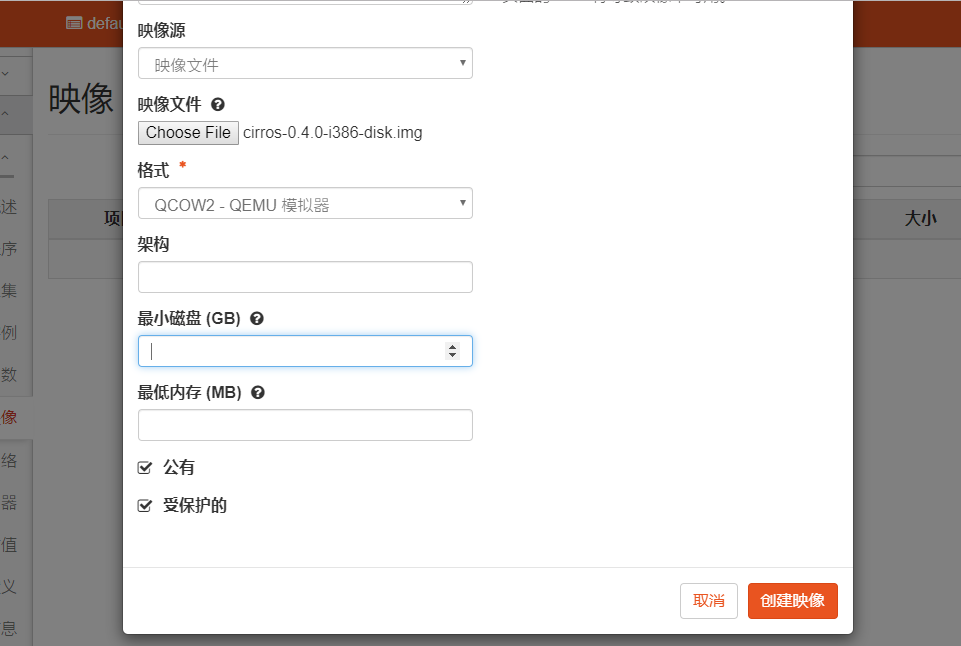 defau
映像源
映像文件
映像
映像文件
Choose File cirros-0.4.0-i386-disk.img
格式 *
述
QCOW2 - QEMU 模拟器
项
大小
架构
序
集
最小磁盘 (GB)
例
数
最低内存 (MB)
像
公有
络
受保护的
器
值
义
取消
创建映像
息